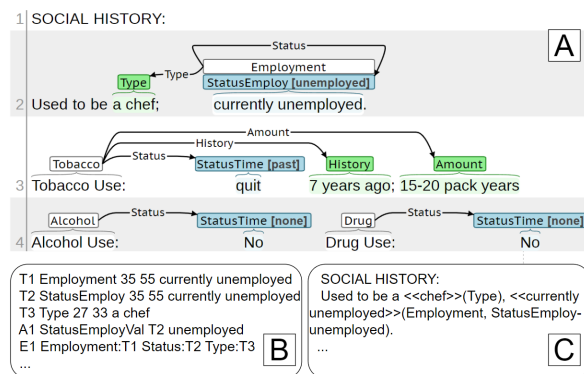 1 SOCIAL HISTORY:
A
Status
Employment
Type Type StatusEmploy [unemployed]
2 Used to be a chef; currently unemployed.
Amount
History
Tobacco Status StatusTime [past] History Amount
3 Tobacco Use: quit 7 years ago; 15-20 pack years
Alcohol Status StatusTime [none] Drug Status StatusTime [none]
4 Alcohol Use: No Drug Use: No
T1 Employment 35 55 currently unemployed
T2 StatusEmploy 35 55 currently unemployed
T3 Type 27 33 a chef
A1 StatusEmployVal T2 unemployed
E1 Employment:T1 Status:T2 Type:T3
...
B
SOCIAL HISTORY:
Used to be a <<chef>>(Type), <<currently
unemployed>>(Employment, StatusEmploy-
unemployed).
...
C